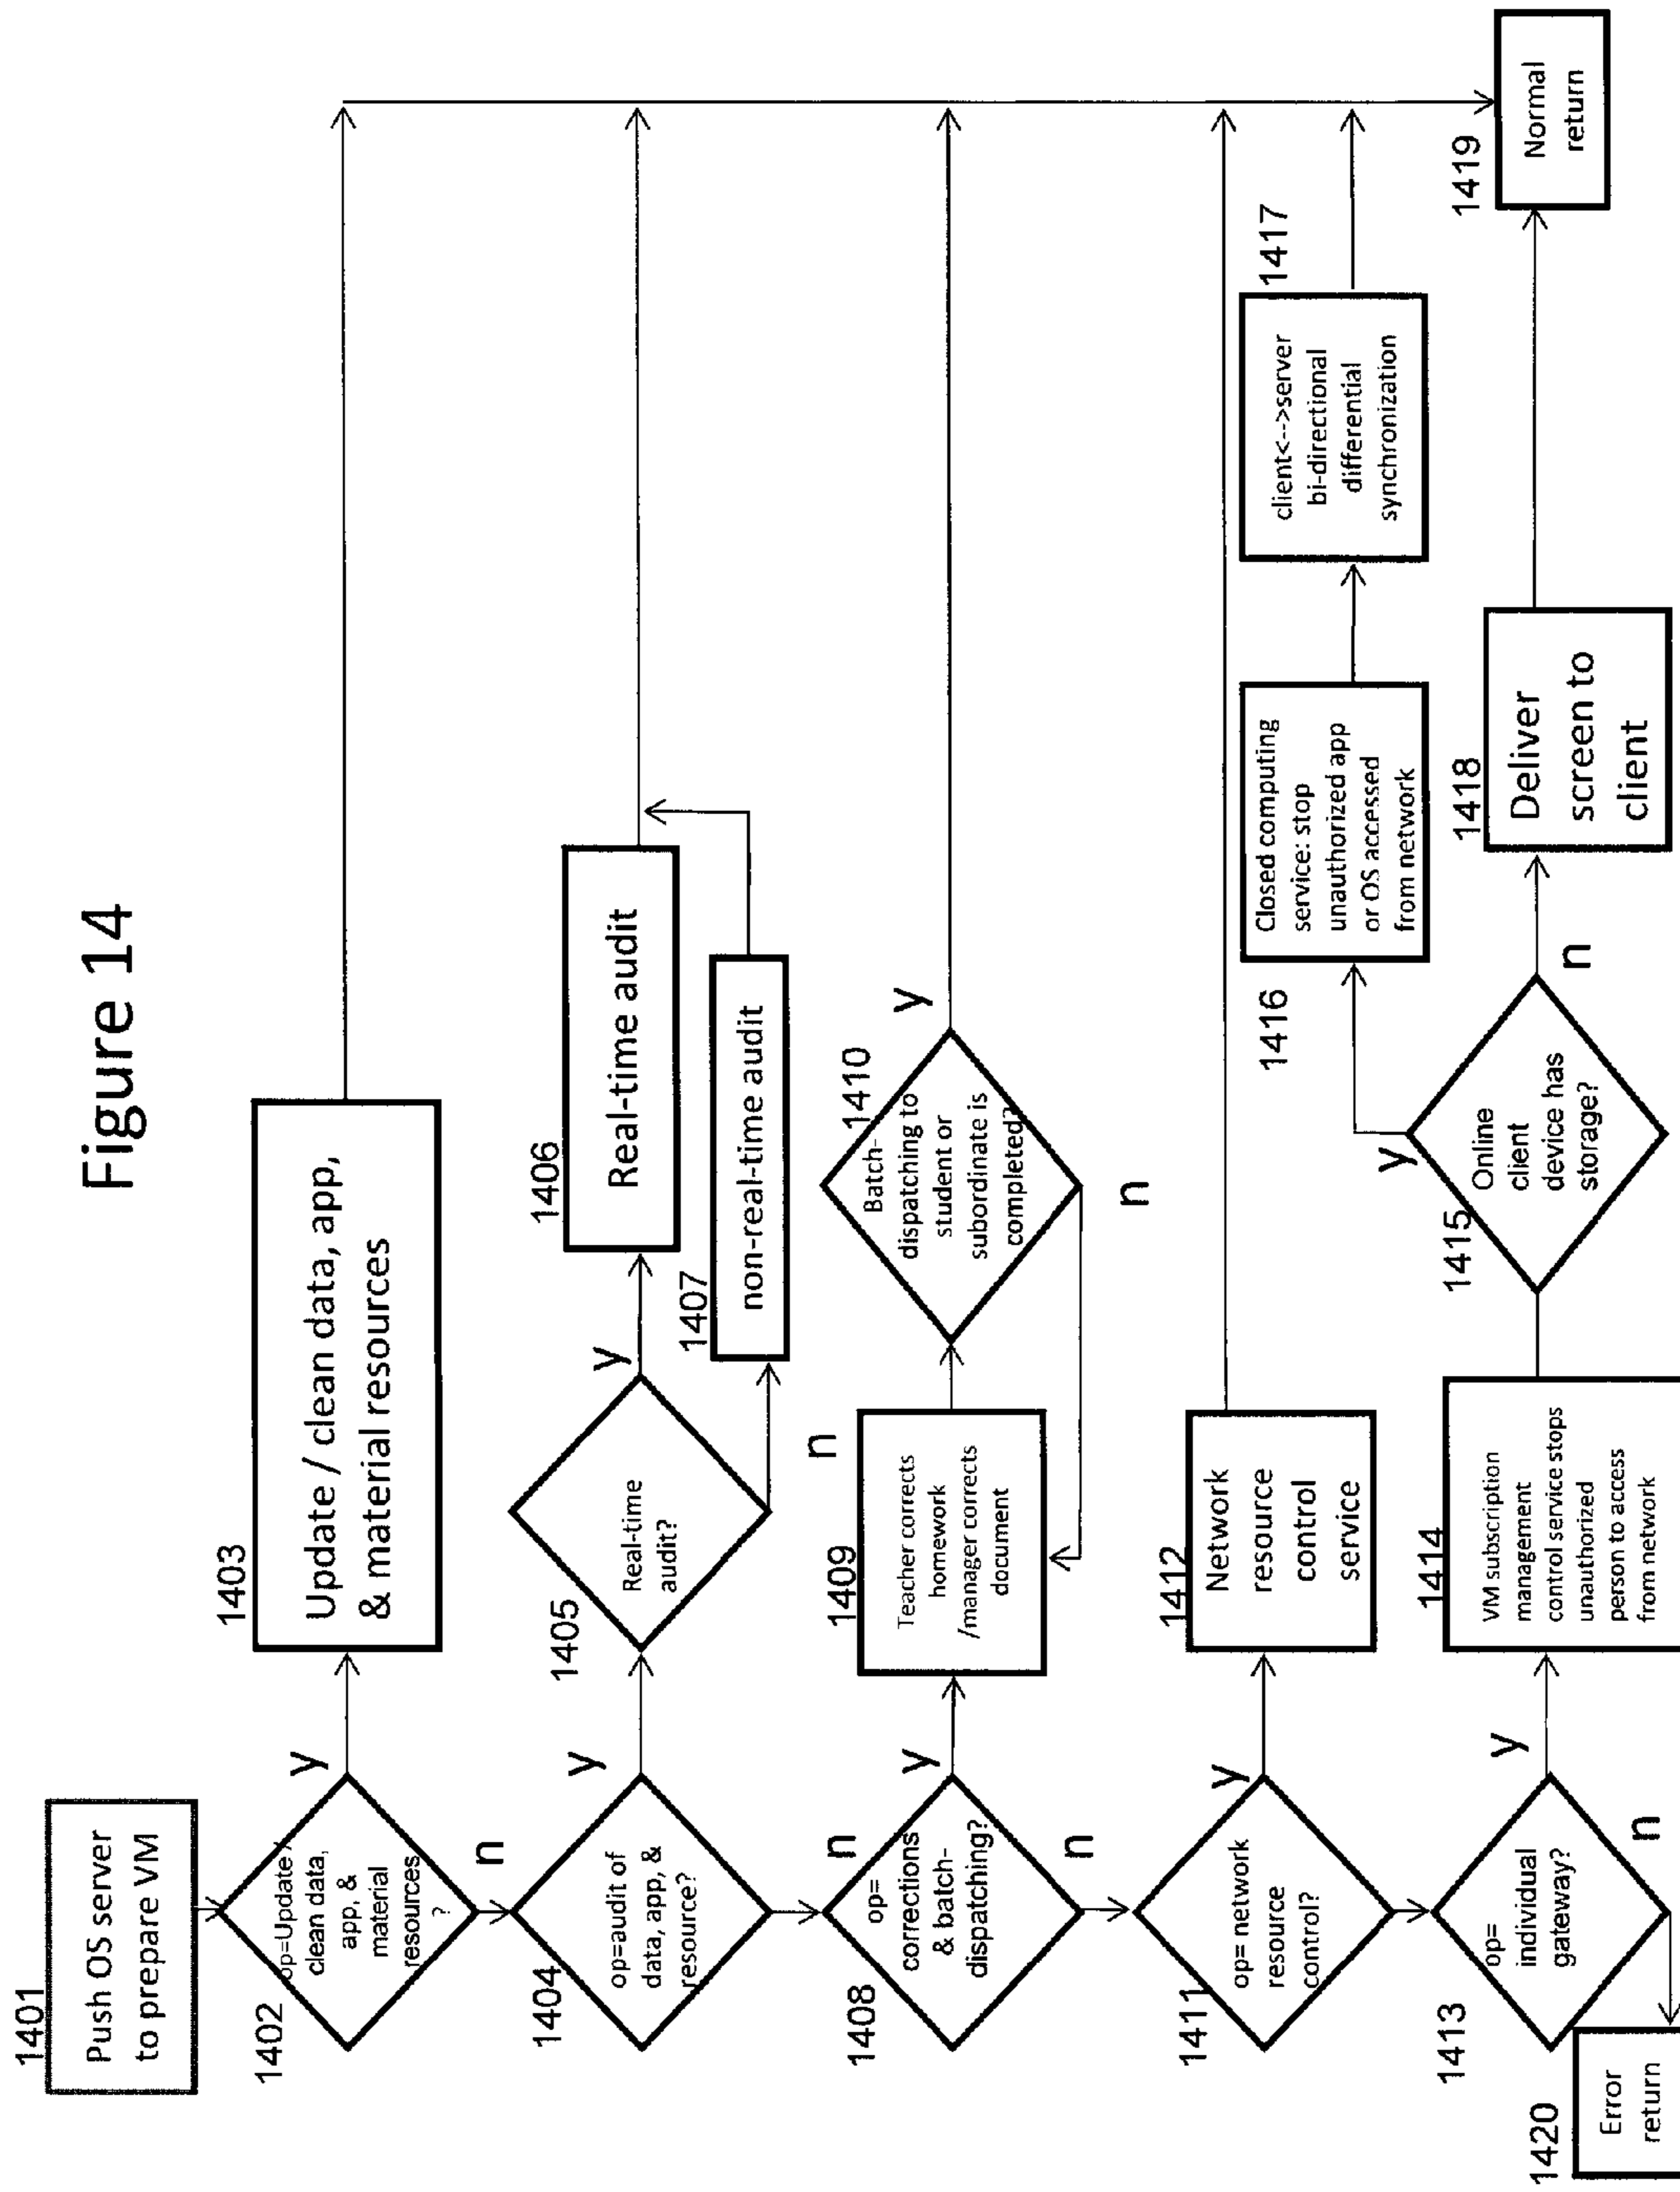 Figure 14
1401
Push OS server
to prepare VM
1402
op=Update /
clean data,
app, &
material
resources
?
y
n
1403
Update / clean data, app,
& material resources
1404
op=audit of
data, app, &
resource?
y
n
1405
Real-time
audit?
y
n
1406
Real-time audit
1407
non-real-time audit
1408
op=
corrections
& batch-
dispatching?
y
n
1409
Teacher corrects
homework
/manager corrects
document
1410
Batch-
dispatching to
student or
subordinate is
completed?
y
n
1411
op= network
resource
control?
y
1412
Network
resource
control
service
1413
op=
individual
gateway?
y
n
1414
VM subscription
management
control service stops
unauthorized
person to access
from network
1415
Online
client
device has
storage?
y
n
1416
Closed computing
service: stop
unauthorized app
or OS accessed
from network
1417
client<-->server
bi-directional
differential
synchronization
1418
Deliver
screen to
client
1419
Normal
return
1420
Error
return